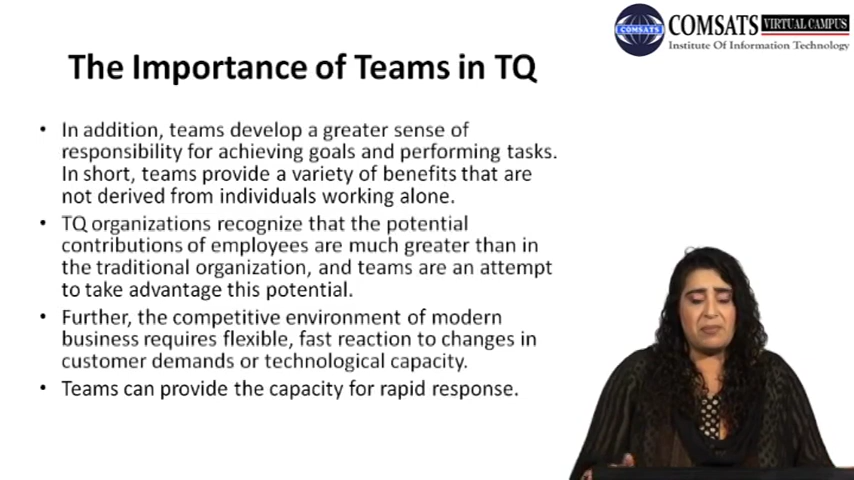 COMSATS
COMSATS VIRTUAL CAMPUS
Institute Of Information Technology
The Importance of Teams in TQ
• In addition, teams develop a greater sense of
responsibility for achieving goals and performing tasks.
In short, teams provide a variety of benefits that are
not derived from individuals working alone.
• TQ organizations recognize that the potential
contributions of employees are much greater than in
the traditional organization, and teams are an attempt
to take advantage this potential.
• Further, the competitive environment of modern
business requires flexible, fast reaction to changes in
customer demands or technological capacity.
• Teams can provide the capacity for rapid response.